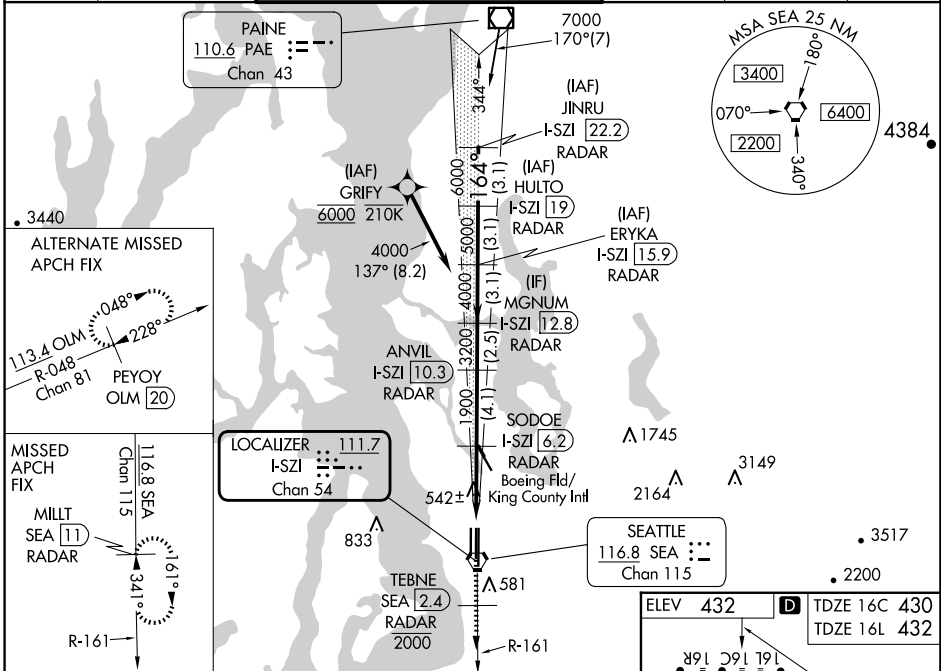 PAINE
110.6 PAE
Chan 43
7000
170°(7)
344°
MSA SEA 25 NM
180°
3400
070°
6400
2200
340°
4384
(IAF)
JINRU
I-SZI 22.2
RADAR
(IAF)
GRIFY
6000 210K
4000
137° (8.2)
6000
164°
(3.1)
(IAF)
HULTO
I-SZI 19
RADAR
5000
(3.1)
(IAF)
ERYKA
I-SZI 15.9
RADAR
4000
(3.1)
(IF)
MGNUM
I-SZI 12.8
RADAR
3200
(2.5)
ANVIL
I-SZI 10.3
RADAR
1900
(4.1)
SODOE
I-SZI 6.2
RADAR
Boeing Fld/
King County Intl
3440
ALTERNATE MISSED
APCH FIX
048°
228°
113.4 OLM
R-048
Chan 81
PEYOY
OLM 20
MISSED
APCH
FIX
116.8 SEA
Chan 115
MILLT
SEA 11
RADAR
161°
341°
R-161
LOCALIZER 111.7
I-SZI
Chan 54
542±
833
1745
2164
3149
3517
2200
SEATTLE
116.8 SEA
Chan 115
TEBNE
SEA 2.4
RADAR
2000
581
R-161
ELEV 432
D
TDZE 16C 430
TDZE 16L 432
16R 16C 16L